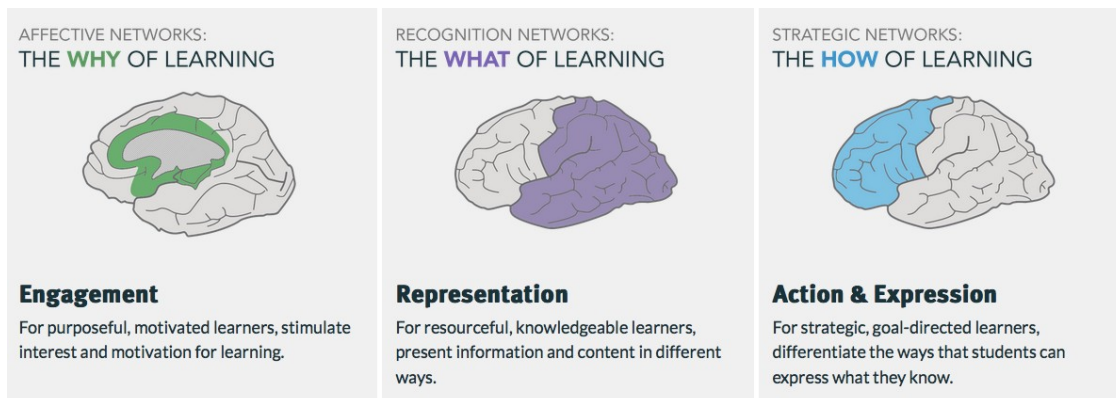 AFFECTIVE NETWORKS:
THE WHY OF LEARNING
Engagement
For purposeful, motivated learners, stimulate
interest and motivation for learning.
RECOGNITION NETWORKS:
THE WHAT OF LEARNING
Representation
For resourceful, knowledgeable learners,
present information and content in different
ways.
STRATEGIC NETWORKS:
THE HOW OF LEARNING
Action & Expression
For strategic, goal-directed learners,
differentiate the ways that students can
express what they know.